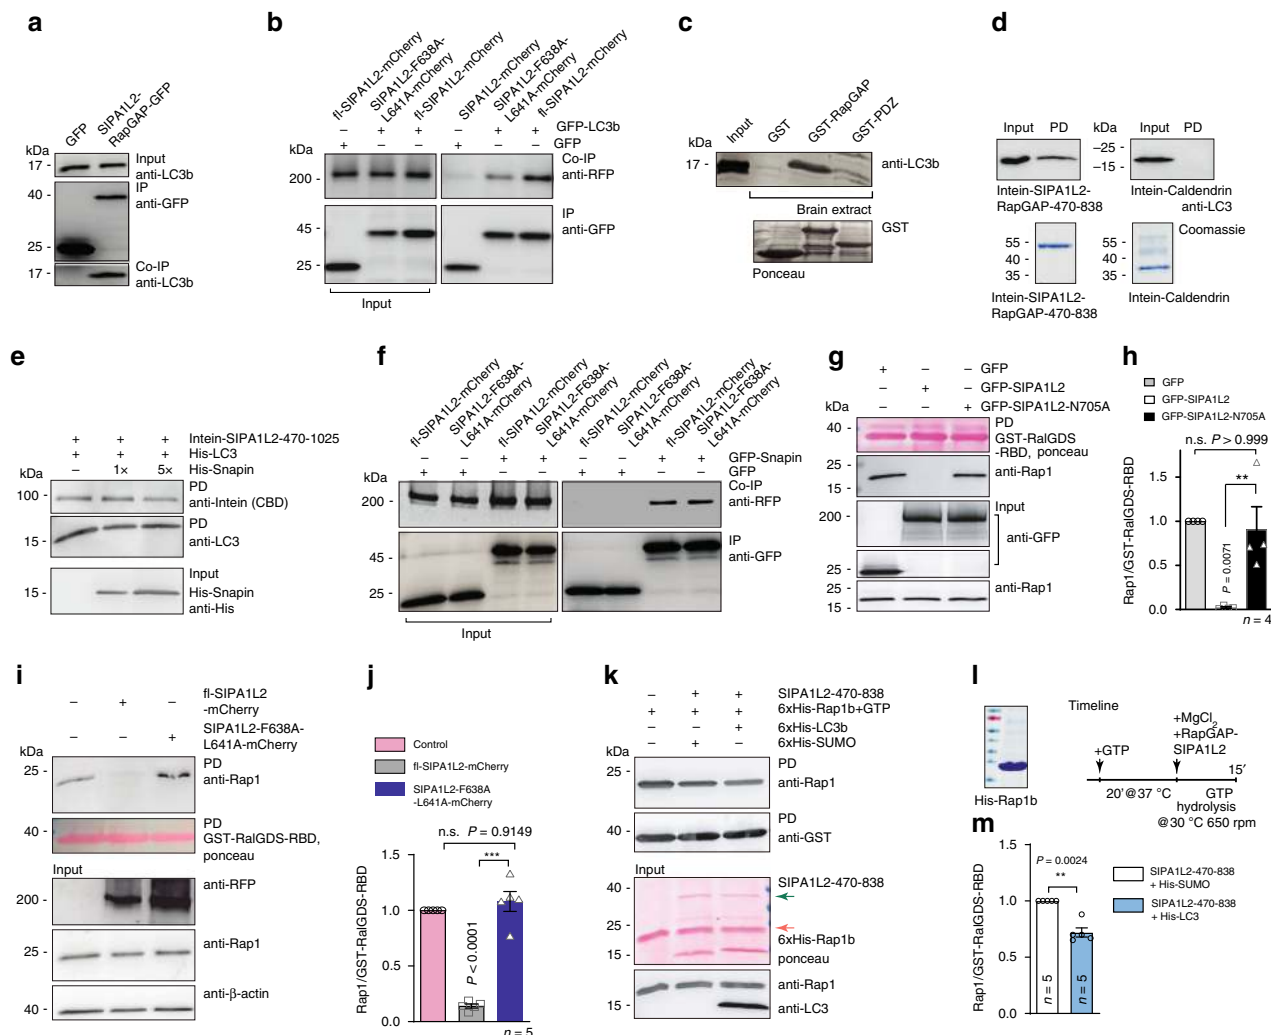 a
GFP
SIPA1L2-
RapGAP-GFP
kDa
17 -
Input
anti-LC3b
IP
anti-GFP
40 -
25 -
17 -
Co-IP
anti-LC3b
b
fl-SIPA1L2-mCherry
SIPA1L2-F638A-
L641A-mCherry
fl-SIPA1L2-mCherry
SIPA1L2-mCherry
SIPA1L2-F638A-
L641A-mCherry
fl-SIPA1L2-mCherry
– + + – + + GFP-LC3b
+ – – + – – GFP
kDa
200 -
Co-IP
anti-RFP
45 -
25 -
IP
anti-GFP
Input
c
Input
GST
GST-RapGAP
GST-PDZ
kDa
17 -
anti-LC3b
Brain extract
GST
Ponceau
d
Input PD kDa Input PD
–25
–15
Intein-SIPA1L2-
RapGAP-470-838
Intein-Caldendrin
anti-LC3
Coomassie
55 -
40 -
35 -
55 -
40 -
35 -
Intein-SIPA1L2-
RapGAP-470-838
Intein-Caldendrin
e
+ + + Intein-SIPA1L2-470-1025
+ + + His-LC3
– 1× 5× His-Snapin
kDa
100 -
PD
anti-Intein (CBD)
PD
anti-LC3
15 -
Input
His-Snapin
anti-His
15 -
f
fl-SIPA1L2-mCherry
SIPA1L2-F638A-
L641A-mCherry
fl-SIPA1L2-mCherry
SIPA1L2-F638A-
L641A-mCherry
fl-SIPA1L2-mCherry
SIPA1L2-F638A-
L641A-mCherry
fl-SIPA1L2-mCherry
SIPA1L2-F638A-
L641A-mCherry
– – + + – – + + GFP-Snapin
+ + – – + + – – GFP
kDa
200 -
Co-IP
anti-RFP
45 -
25 -
IP
anti-GFP
Input
g
+ – – GFP
– + – GFP-SIPA1L2
– – + GFP-SIPA1L2-N705A
kDa
40 -
PD
GST-RalGDS
-RBD, ponceau
25 -
15 -
anti-Rap1
Input
200 -
anti-GFP
25 -
25 -
15 -
anti-Rap1
h
GFP
GFP-SIPA1L2
GFP-SIPA1L2-N705A
n.s. P > 0.999
**
P = 0.0071
Rap1/GST-RalGDS-RBD
1.5
1.0
0.5
0.0
n = 4
i
– + – fl-SIPA1L2
-mCherry
– – + SIPA1L2-F638A-
L641A-mCherry
kDa
25 -
PD
anti-Rap1
40 -
PD
GST-RalGDS-RBD,
ponceau
Input
200 -
anti-RFP
25 -
anti-Rap1
40 -
anti-β-actin
j
Control
fl-SIPA1L2-mCherry
SIPA1L2-F638A
-L641A-mCherry
n.s. P = 0.9149
***
P < 0.0001
Rap1/GST-RalGDS-RBD
1.5
1.0
0.5
0.0
n = 5
k
– + + SIPA1L2-470-838
+ + + 6xHis-Rap1b+GTP
– – + 6xHis-LC3b
– + – 6xHis-SUMO
kDa
25 -
PD
anti-Rap1
40 -
PD
anti-GST
Input
40 -
SIPA1L2-470-838
25 -
15 -
6xHis-Rap1b
ponceau
anti-Rap1
15 -
anti-LC3
l
His-Rap1b
Timeline
+GTP
+MgCl2
+RapGAP-
SIPA1L2
15'
20'@37 °C
GTP
hydrolysis
@30 °C 650 rpm
m
P = 0.0024
**
Rap1/GST-RalGDS-RBD
1.5
1.0
0.5
0.0
n = 5
n = 5
SIPA1L2-470-838
+ His-SUMO
SIPA1L2-470-838
+ His-LC3